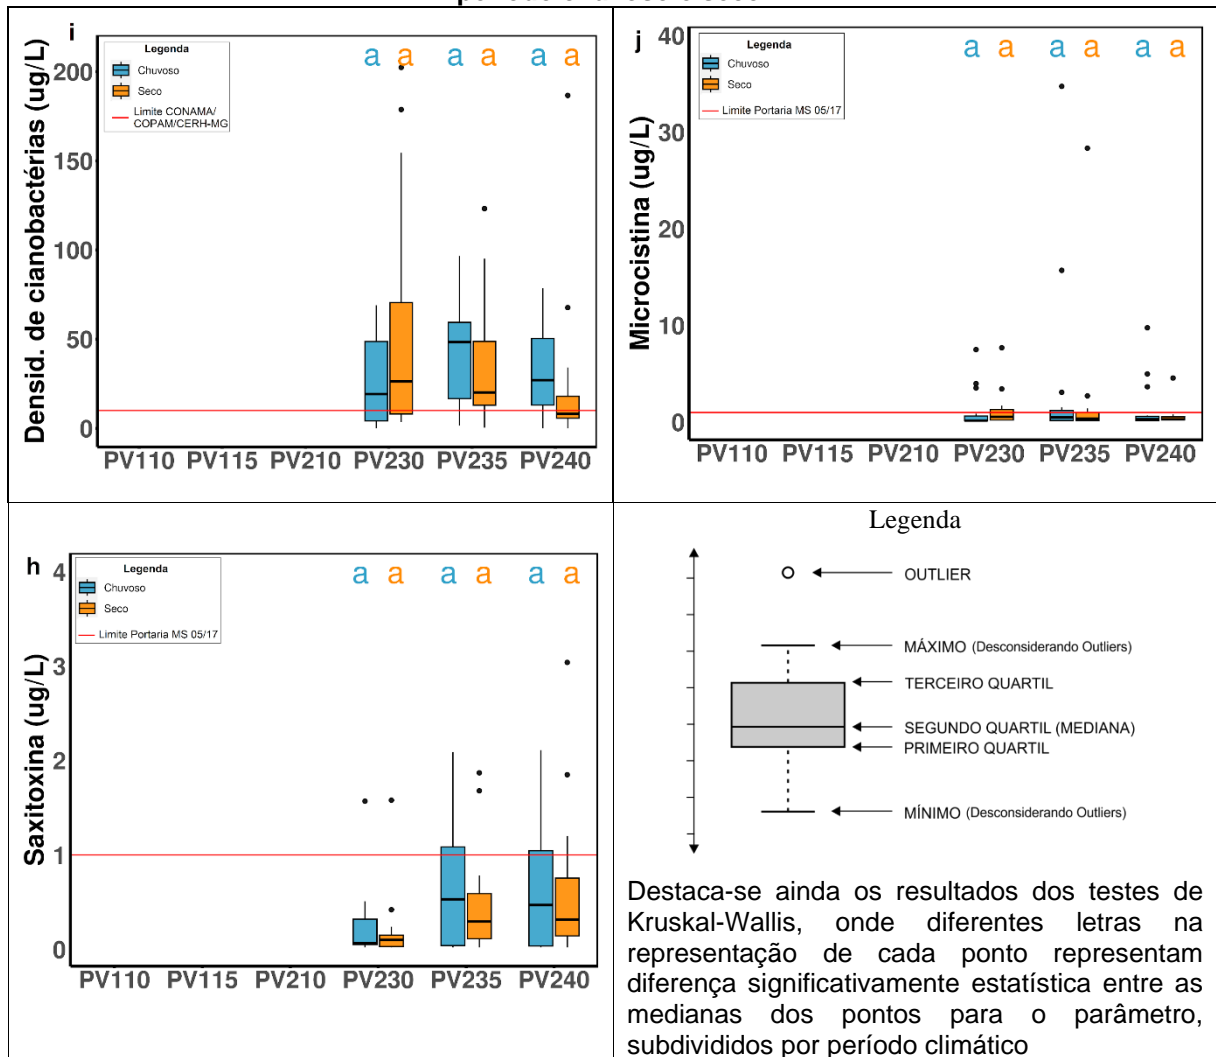 i
Densid. de cianobactérias (ug/L)
200
150
100
50
0
Legenda
Chuvoso
Seco
Limite CONAMA/
COPAM/CERH-MG
a a a a a a
PV110 PV115 PV210 PV230 PV235 PV240
j
Microcistina (ug/L)
40
30
20
10
0
Legenda
Chuvoso
Seco
Limite Portaria MS 05/17
a a a a a a
PV110 PV115 PV210 PV230 PV235 PV240
h
Saxitoxina (ug/L)
4
3
2
1
0
Legenda
Chuvoso
Seco
Limite Portaria MS 05/17
a a a a a a
PV110 PV115 PV210 PV230 PV235 PV240
Legenda
OUTLIER
MÁXIMO (Desconsiderando Outliers)
TERCEIRO QUARTIL
SEGUNDO QUARTIL (MEDIANA)
PRIMEIRO QUARTIL
MÍNIMO (Desconsiderando Outliers)
Destaca-se ainda os resultados dos testes de
Kruskal-Wallis, onde diferentes letras na
representação de cada ponto representam
diferença significativamente estatística entre as
medianas dos pontos para o parâmetro,
subdivididos por período climático